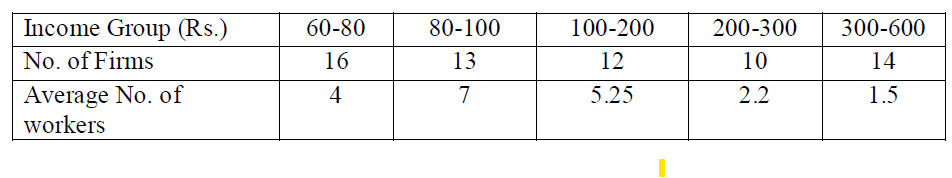 Income Group (Rs.) 60-80 80-100 100-200 200-300 300-600
No. of Firms 16 13 12 10 14
Average No. of 4 7 5.25 2.2 1.5
workers